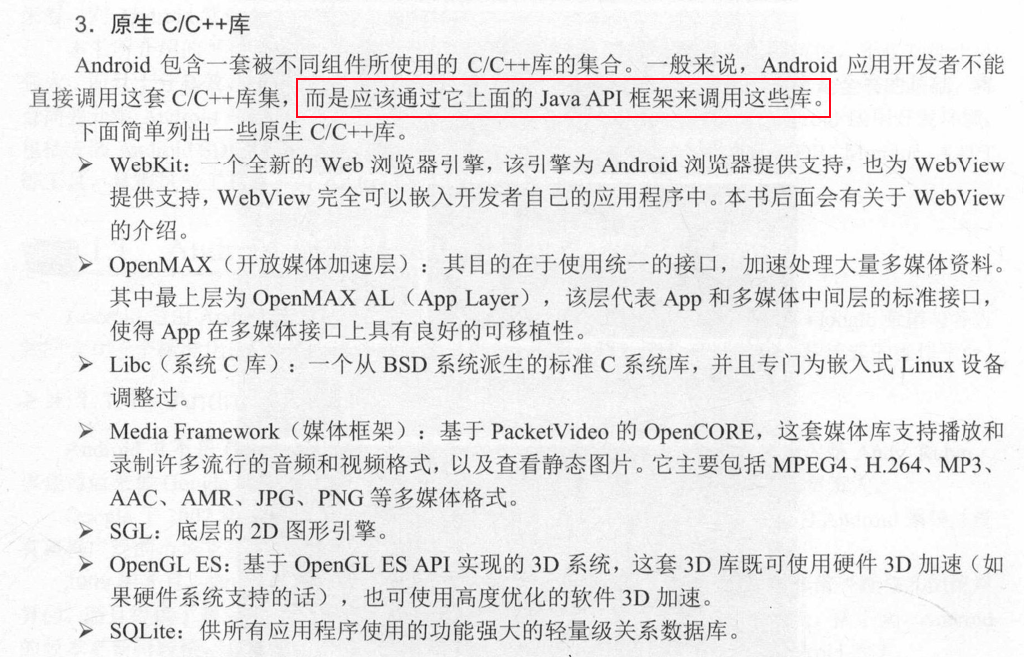 3．原生 C/C++库
Android 包含一套被不同组件所使用的 C/C++库的集合。一般来说，Android 应用开发者不能
直接调用这套 C/C++库集，而是应该通过它上面的 Java API 框架来调用这些库。
下面简单列出一些原生 C/C++库。
➢ WebKit：一个全新的 Web 浏览器引擎，该引擎为 Android 浏览器提供支持，也为 WebView
提供支持，WebView 完全可以嵌入开发者自己的应用程序中。本书后面会有关于 WebView
的介绍。
➢ OpenMAX（开放媒体加速层）：其目的在于使用统一的接口，加速处理大量多媒体资料。
其中最上层为 OpenMAX AL（App Layer），该层代表 App 和多媒体中间层的标准接口，
使得 App 在多媒体接口上具有良好的可移植性。
➢ Libc（系统 C 库）：一个从 BSD 系统派生的标准 C 系统库，并且专门为嵌入式 Linux 设备
调整过。
➢ Media Framework（媒体框架）：基于 PacketVideo 的 OpenCORE，这套媒体库支持播放和
录制许多流行的音频和视频格式，以及查看静态图片。它主要包括 MPEG4、H.264、MP3、
AAC、AMR、JPG、PNG 等多媒体格式。
➢ SGL：底层的 2D 图形引擎。
➢ OpenGL ES：基于 OpenGL ES API 实现的 3D 系统，这套 3D 库既可使用硬件 3D 加速（如
果硬件系统支持的话），也可使用高度优化的软件 3D 加速。
➢ SQLite：供所有应用程序使用的功能强大的轻量级关系数据库。